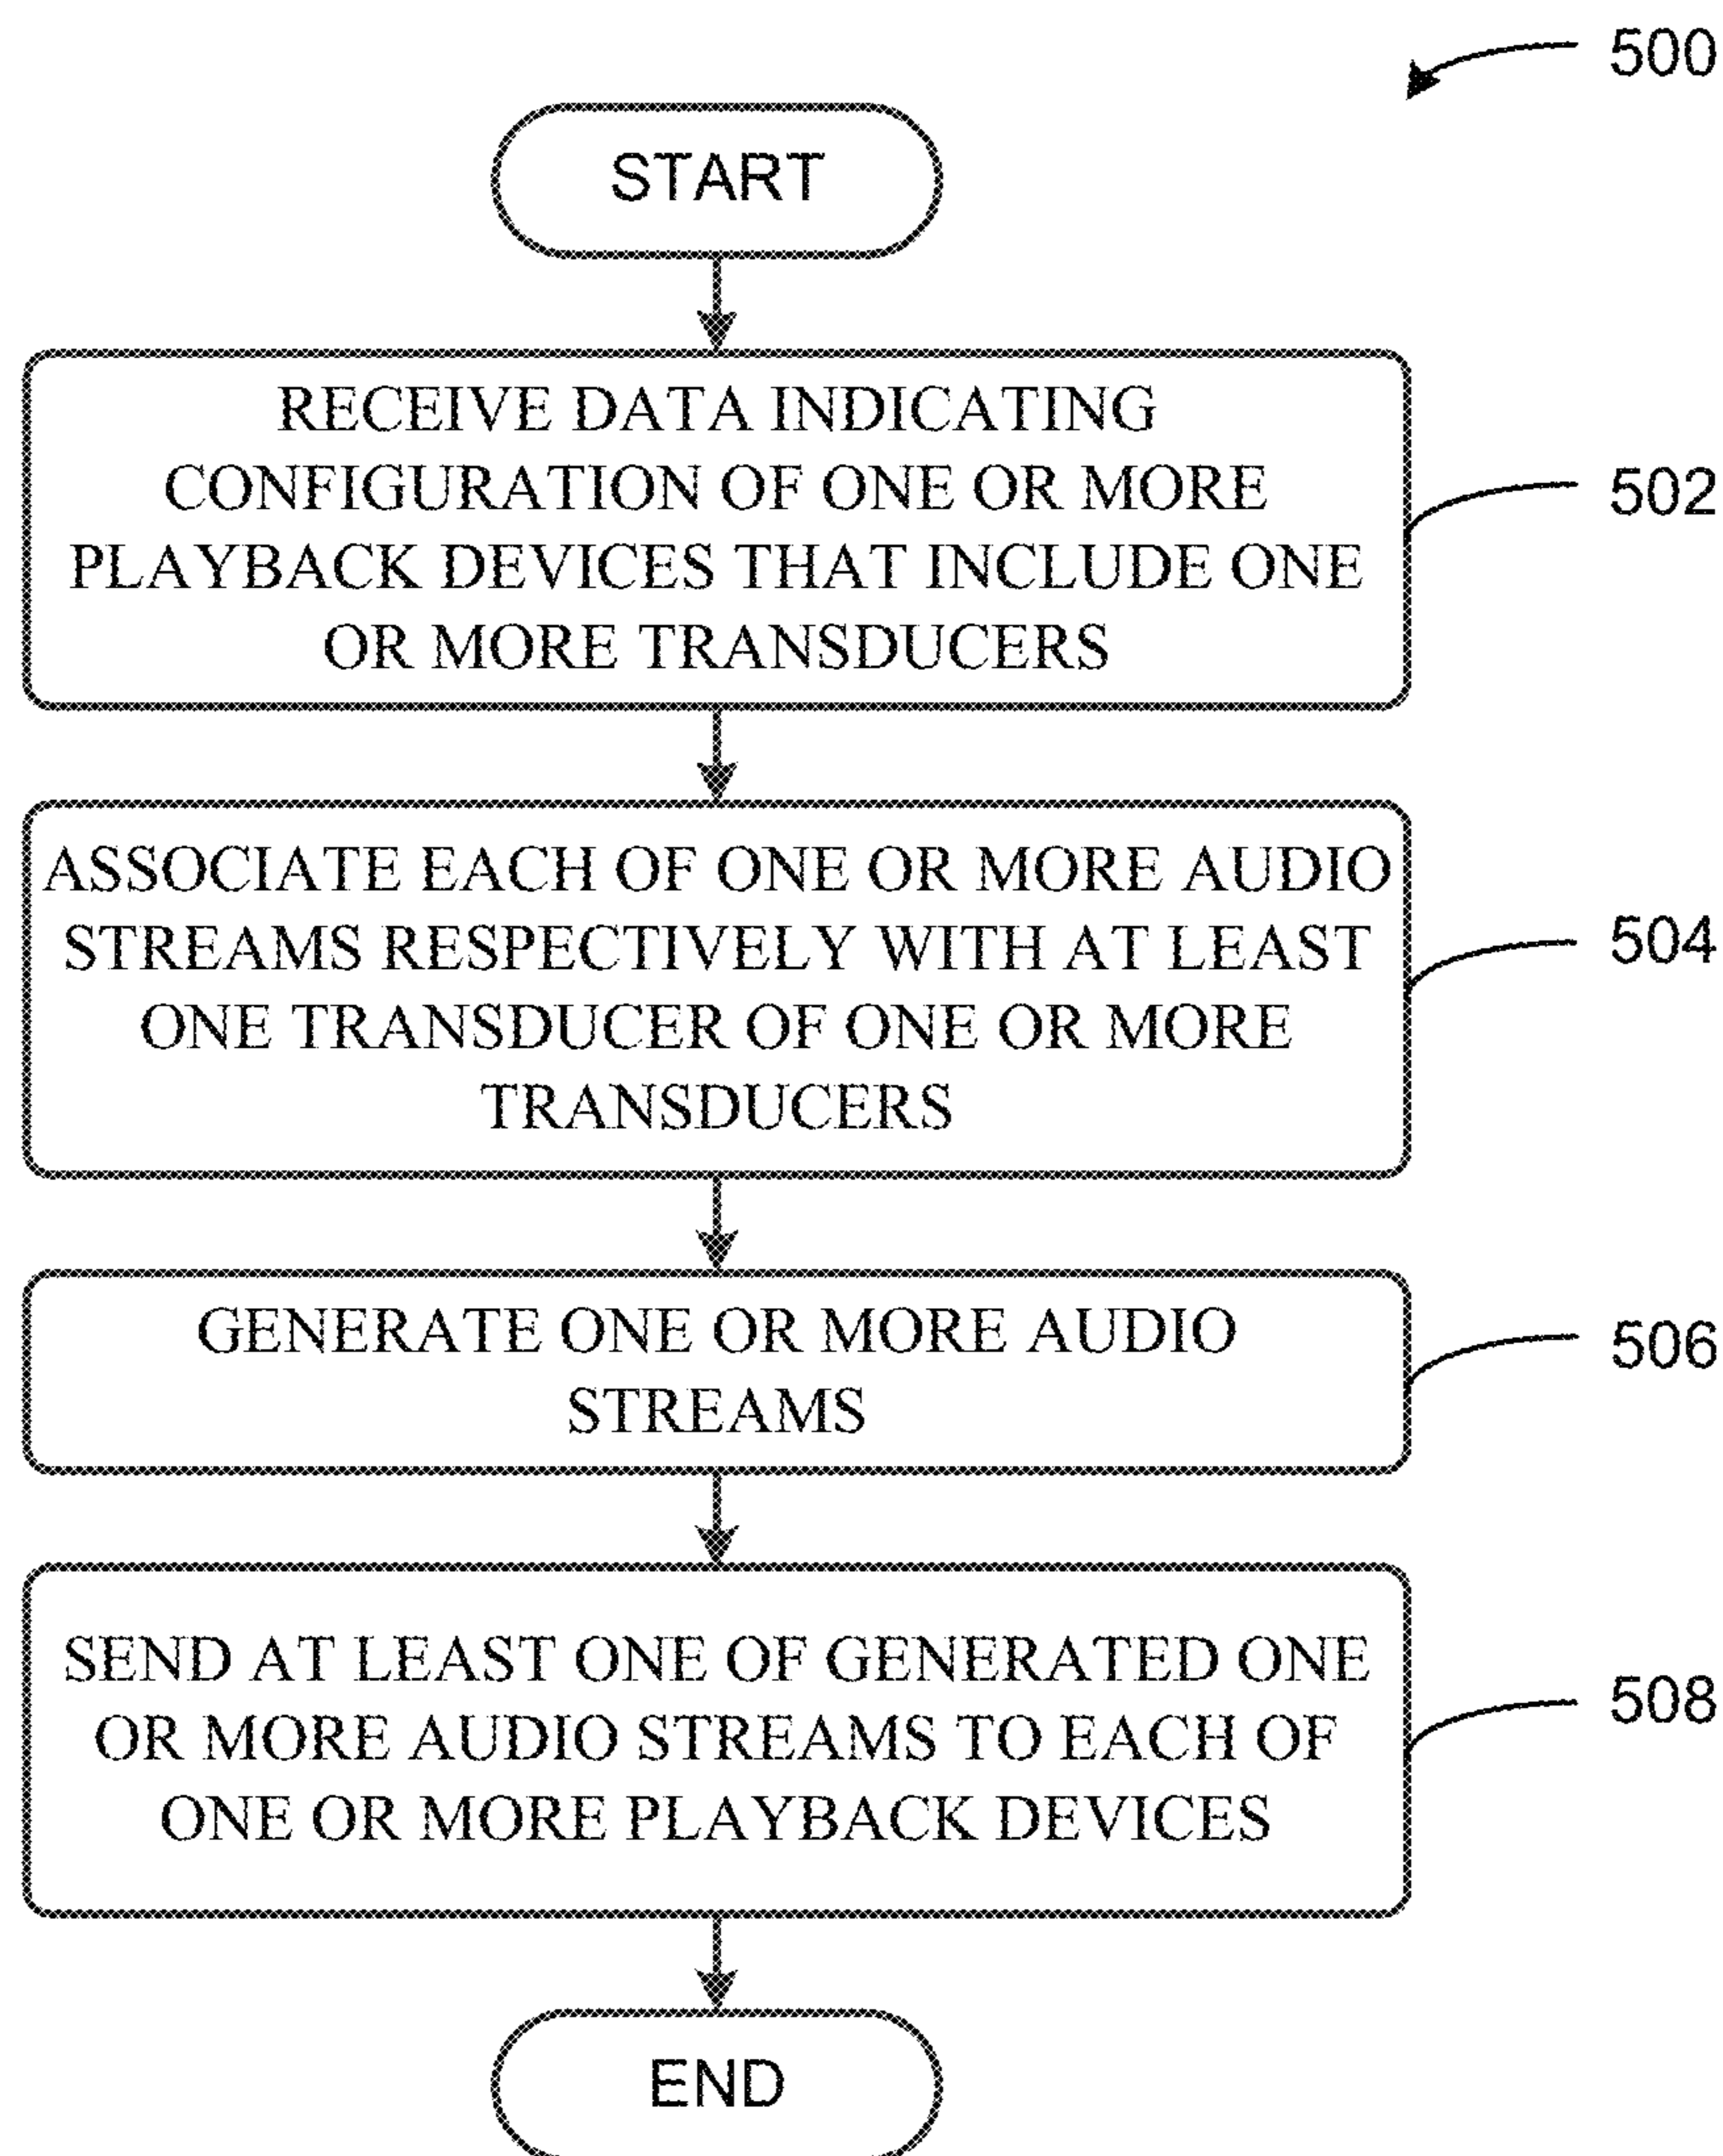 500
START
RECEIVE DATA INDICATING
CONFIGURATION OF ONE OR MORE
PLAYBACK DEVICES THAT INCLUDE ONE
OR MORE TRANSDUCERS
502
ASSOCIATE EACH OF ONE OR MORE AUDIO
STREAMS RESPECTIVELY WITH AT LEAST
ONE TRANSDUCER OF ONE OR MORE
TRANSDUCERS
504
GENERATE ONE OR MORE AUDIO
STREAMS
506
SEND AT LEAST ONE OF GENERATED ONE
OR MORE AUDIO STREAMS TO EACH OF
ONE OR MORE PLAYBACK DEVICES
508
END